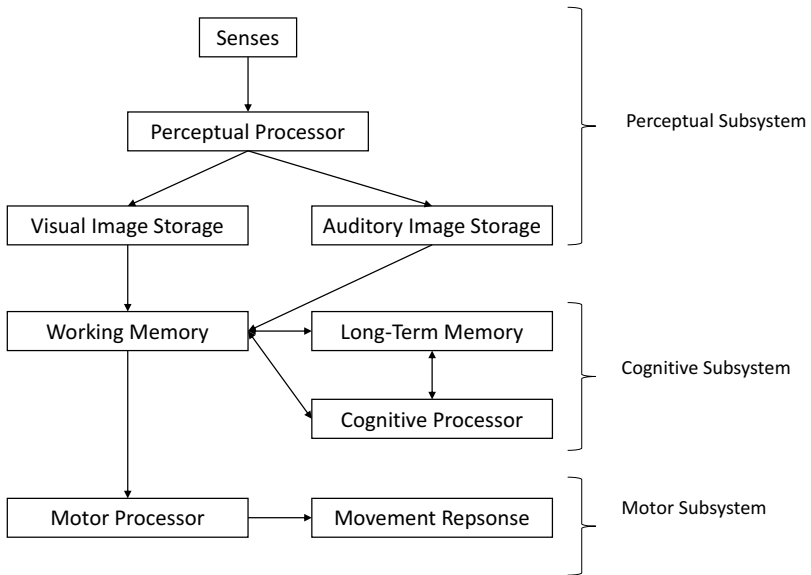 Senses
Perceptual Processor
Perceptual Subsystem
Visual Image Storage
Auditory Image Storage
Working Memory
Long-Term Memory
Cognitive Subsystem
Cognitive Processor
Motor Processor
Movement Repsonse
Motor Subsystem